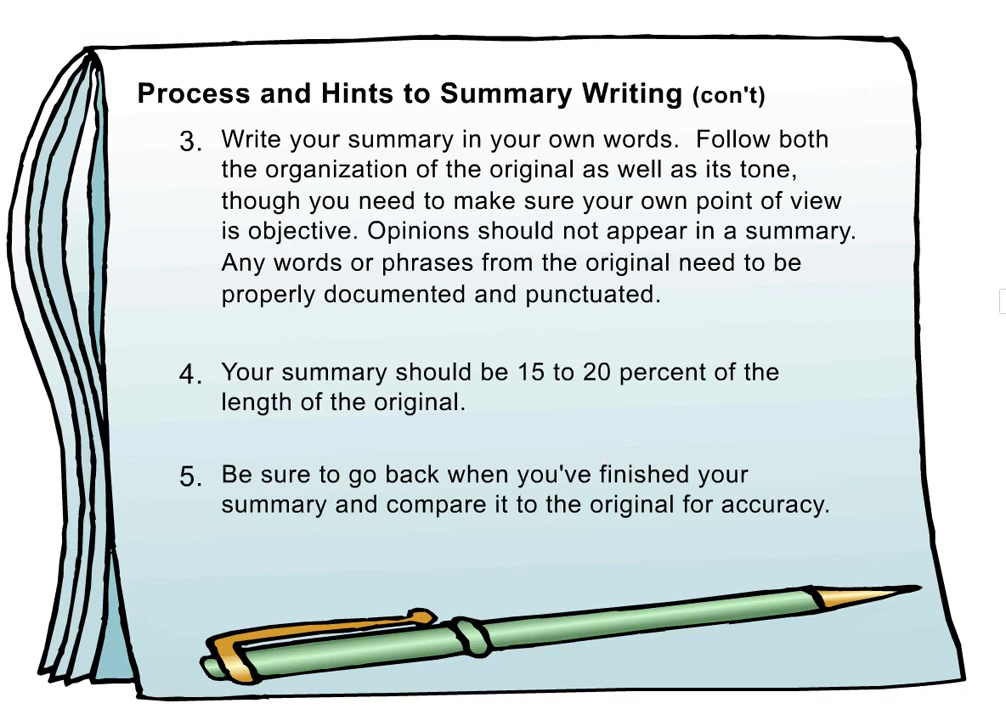 Process and Hints to Summary Writing (con't)
3. Write your summary in your own words.  Follow both
the organization of the original as well as its tone,
though you need to make sure your own point of view
is objective. Opinions should not appear in a summary.
Any words or phrases from the original need to be
properly documented and punctuated.
4. Your summary should be 15 to 20 percent of the
length of the original.
5. Be sure to go back when you've finished your
summary and compare it to the original for accuracy.